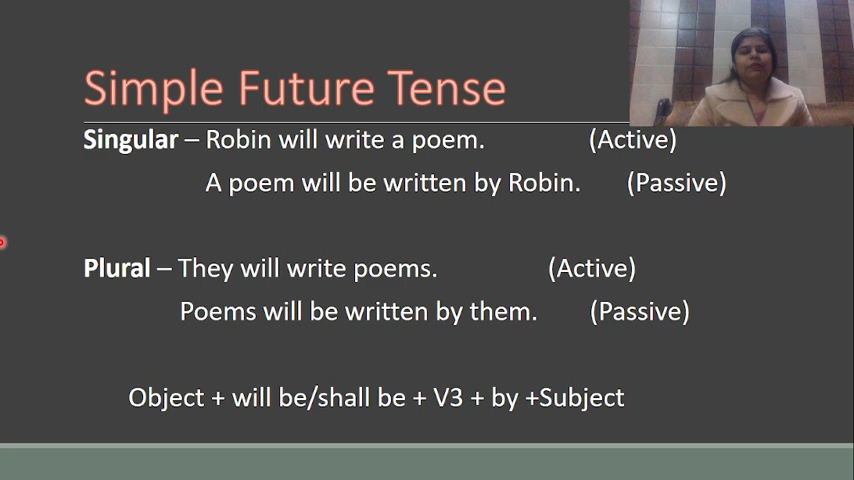 Simple Future Tense
Singular – Robin will write a poem. (Active)
A poem will be written by Robin. (Passive)
Plural – They will write poems. (Active)
Poems will be written by them. (Passive)
Object + will be/shall be + V3 + by +Subject